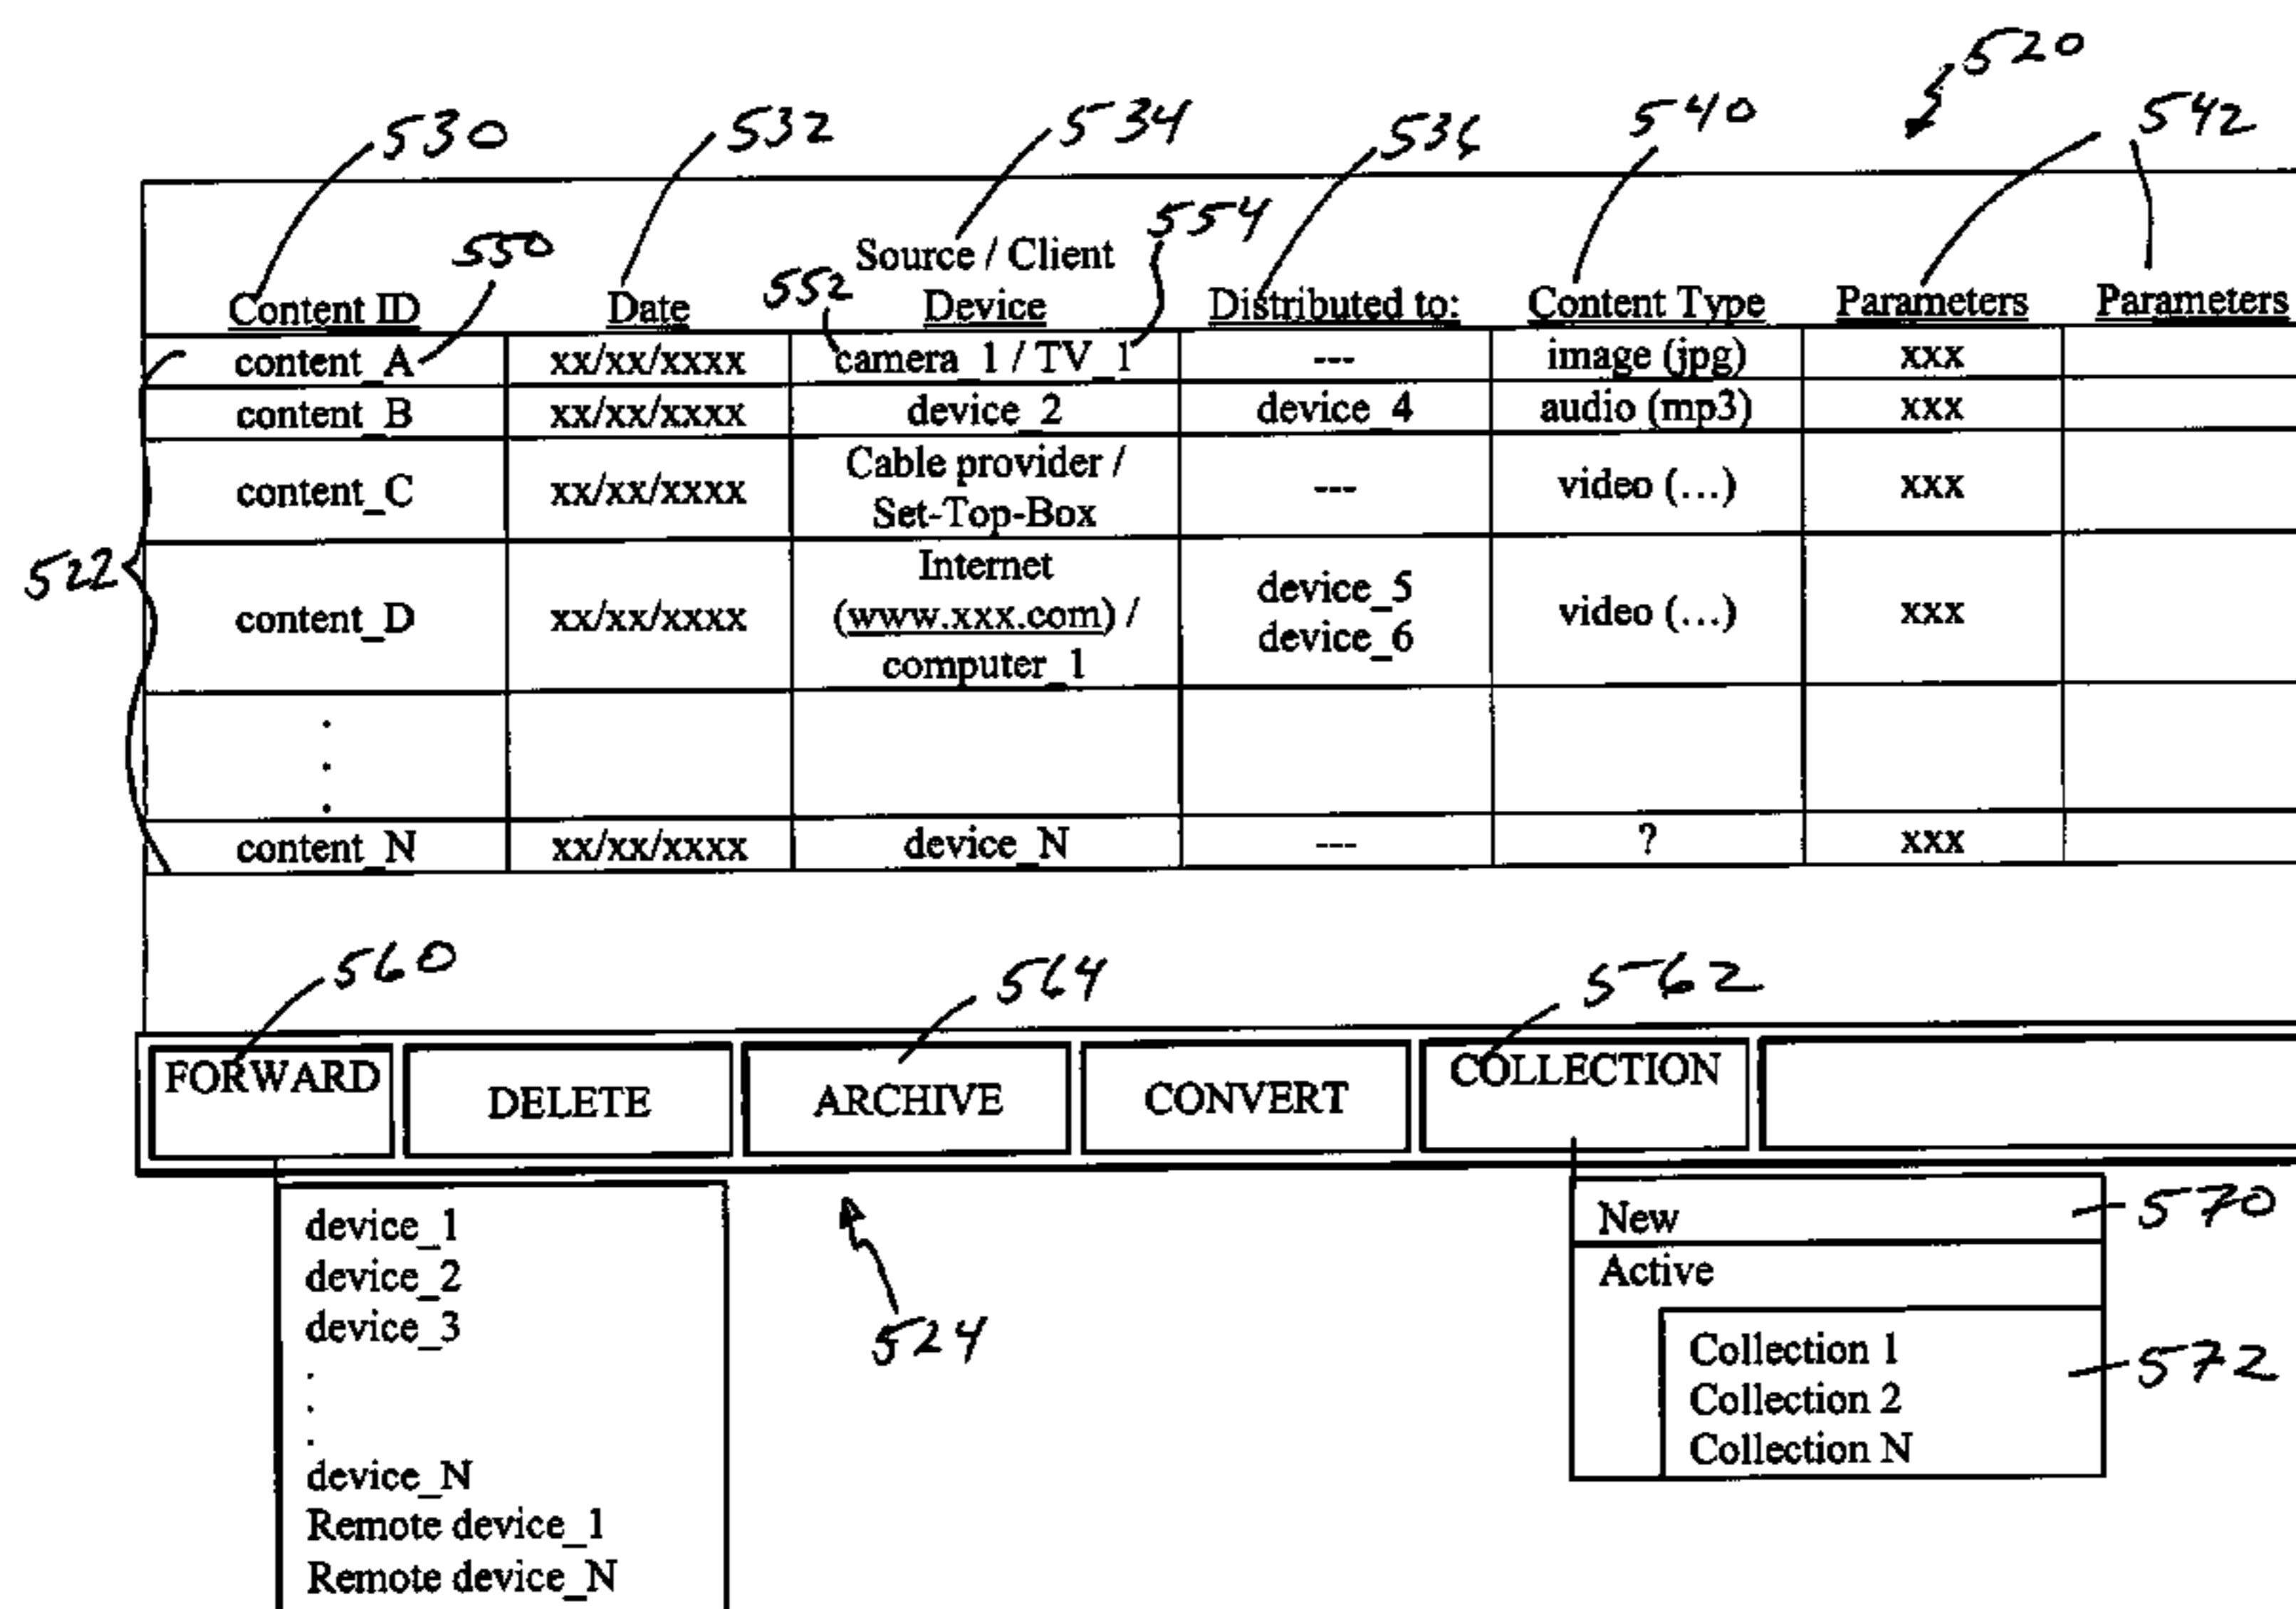 520
530 532 534 536 540 542
550 552 554
Source / Client
Content ID Date Device Distributed to: Content Type Parameters Parameters
content_A xx/xx/xxxx camera_1 / TV_1 --- image (jpg) xxx
content_B xx/xx/xxxx device_2 device_4 audio (mp3) xxx
Cable provider /
content_C xx/xx/xxxx --- video (...) xxx
Set-Top-Box
Internet
522
content_D xx/xx/xxxx (www.xxx.com) / device_5 video (...) xxx
device_6
computer_1
.
.
.
content_N xx/xx/xxxx device_N --- ? xxx
560 564 562
FORWARD DELETE ARCHIVE CONVERT COLLECTION
device_1
device_2
device_3
.
.
.
device_N
Remote device_1
Remote device_N
524
New 570
Active
Collection 1
572
Collection 2
Collection N